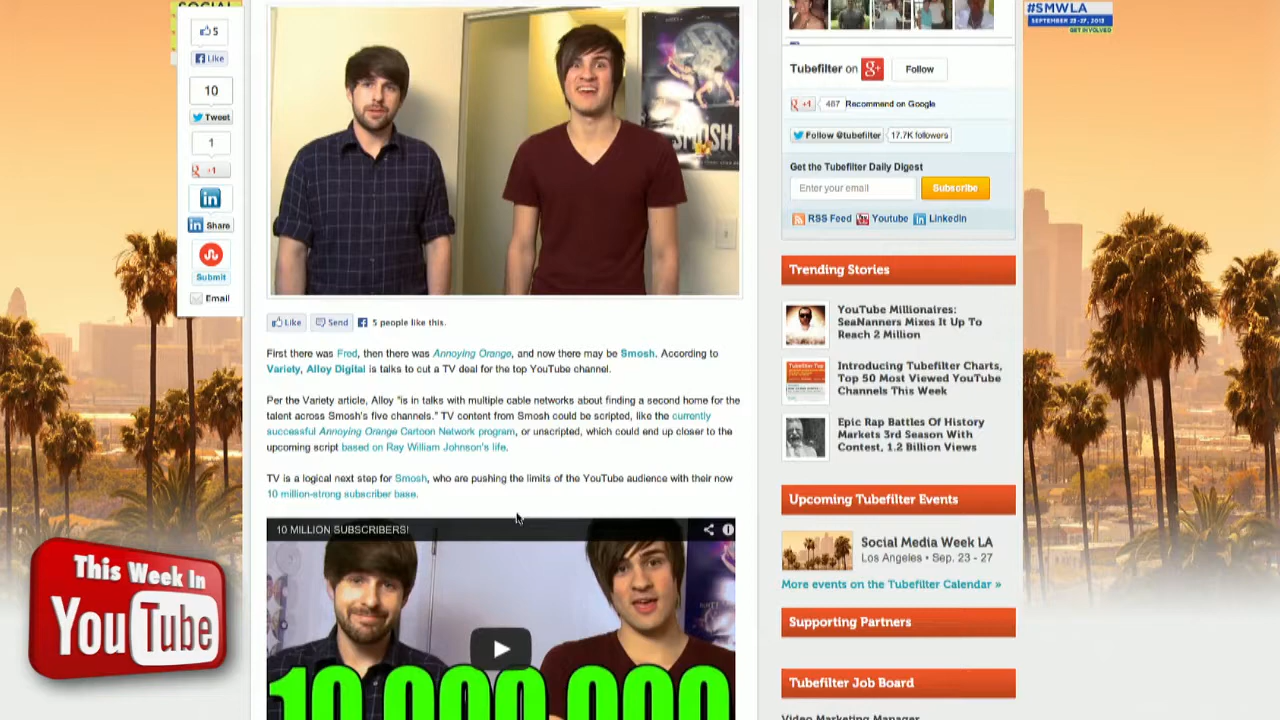 SOCIAL
5
Like
10
Tweet
1
+1
in
Share
Submit
Email
SMOSH
Like
Send
5 people like this.
First there was Fred, then there was Annoying Orange, and now there may be Smosh. According to
Variety, Alloy Digital is talks to cut a TV deal for the top YouTube channel.
Per the Variety article, Alloy "is in talks with multiple cable networks about finding a second home for the
talent across Smosh's five channels." TV content from Smosh could be scripted, like the currently
successful Annoying Orange Cartoon Network program, or unscripted, which could end up closer to the
upcoming script based on Ray William Johnson's life.
TV is a logical next step for Smosh, who are pushing the limits of the YouTube audience with their now
10 million-strong subscriber base.
10 MILLION SUBSCRIBERS!
10,000,000
#SMWLA
SEPTEMBER 23-27, 2013
GET INVOLVED
Tubefilter on g+ Follow
g +1 487 Recommend on Google
Follow @tubefilter 17.7K followers
Get the Tubefilter Daily Digest
Enter your email Subscribe
RSS Feed Youtube LinkedIn
Trending Stories
YouTube Millionaires:
SeaNanners Mixes It Up To
Reach 2 Million
Introducing Tubefilter Charts,
Top 50 Most Viewed YouTube
Channels This Week
Epic Rap Battles Of History
Markets 3rd Season With
Contest, 1.2 Billion Views
Upcoming Tubefilter Events
Social Media Week LA
Los Angeles • Sep. 23 - 27
More events on the Tubefilter Calendar »
Supporting Partners
Tubefilter Job Board
Video Marketing Manager
This Week In
YouTube